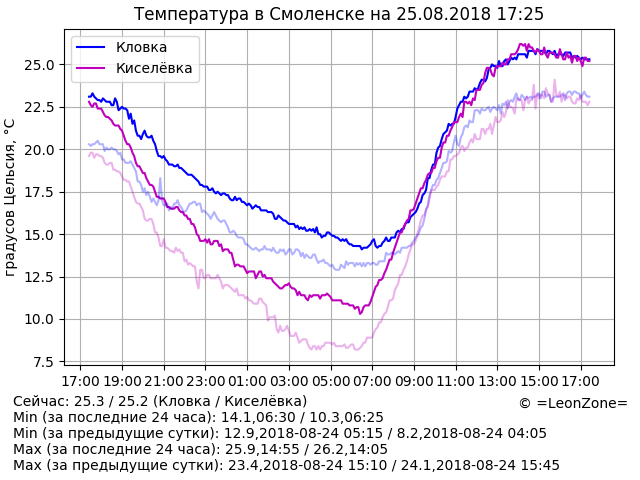 Температура в Смоленске на 25.08.2018 17:25
Кловка
Киселёвка
градусов Цельсия, °C
25.0
22.5
20.0
17.5
15.0
12.5
10.0
7.5
17:00 19:00 21:00 23:00 01:00 03:00 05:00 07:00 09:00 11:00 13:00 15:00 17:00
Сейчас: 25.3 / 25.2 (Кловка / Киселёвка)
© =LeonZone=
Min (за последние 24 часа): 14.1,06:30 / 10.3,06:25
Min (за предыдущие сутки): 12.9,2018-08-24 05:15 / 8.2,2018-08-24 04:05
Max (за последние 24 часа): 25.9,14:55 / 26.2,14:05
Max (за предыдущие сутки): 23.4,2018-08-24 15:10 / 24.1,2018-08-24 15:45